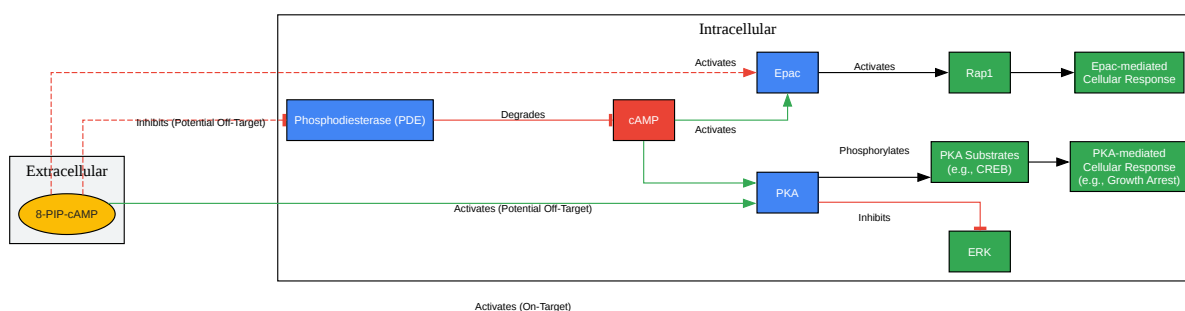 Intracellular
Activates
Epac
Activates
Rap1
Epac-mediated
Cellular Response
Phosphodiesterase (PDE)
Degrades
cAMP
Inhibits (Potential Off-Target)
Activates
Phosphorylates
PKA Substrates
(e.g., CREB)
PKA-mediated
Cellular Response
(e.g., Growth Arrest)
Extracellular
8-PIP-cAMP
PKA
Activates (Potential Off-Target)
Inhibits
ERK
Activates (On-Target)